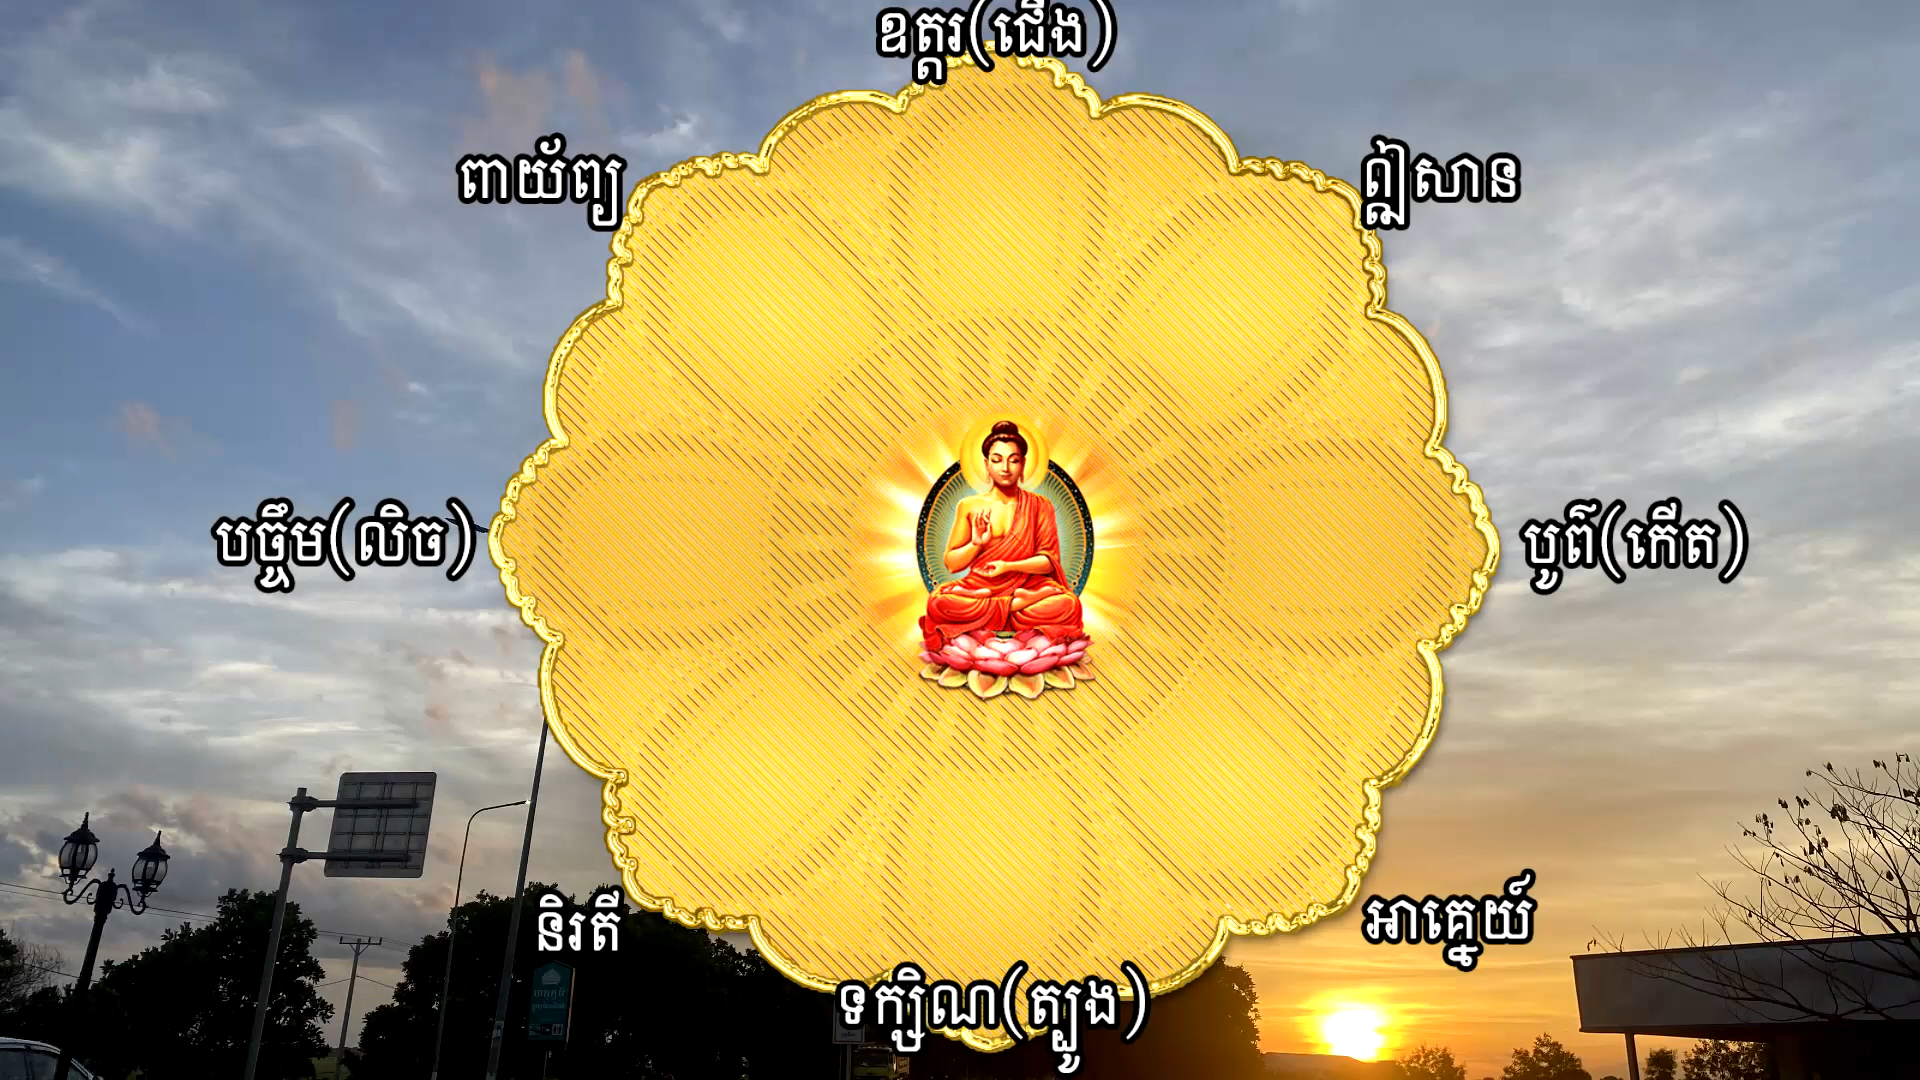 ឧត្តរ(ជើង)
ពាយ័ព្យ
ឦសាន
បច្ចឹម(លិច)
បូព៌(កើត)
និរតី
អាគ្នេយ៍
ទក្សិណ(ត្បូង)